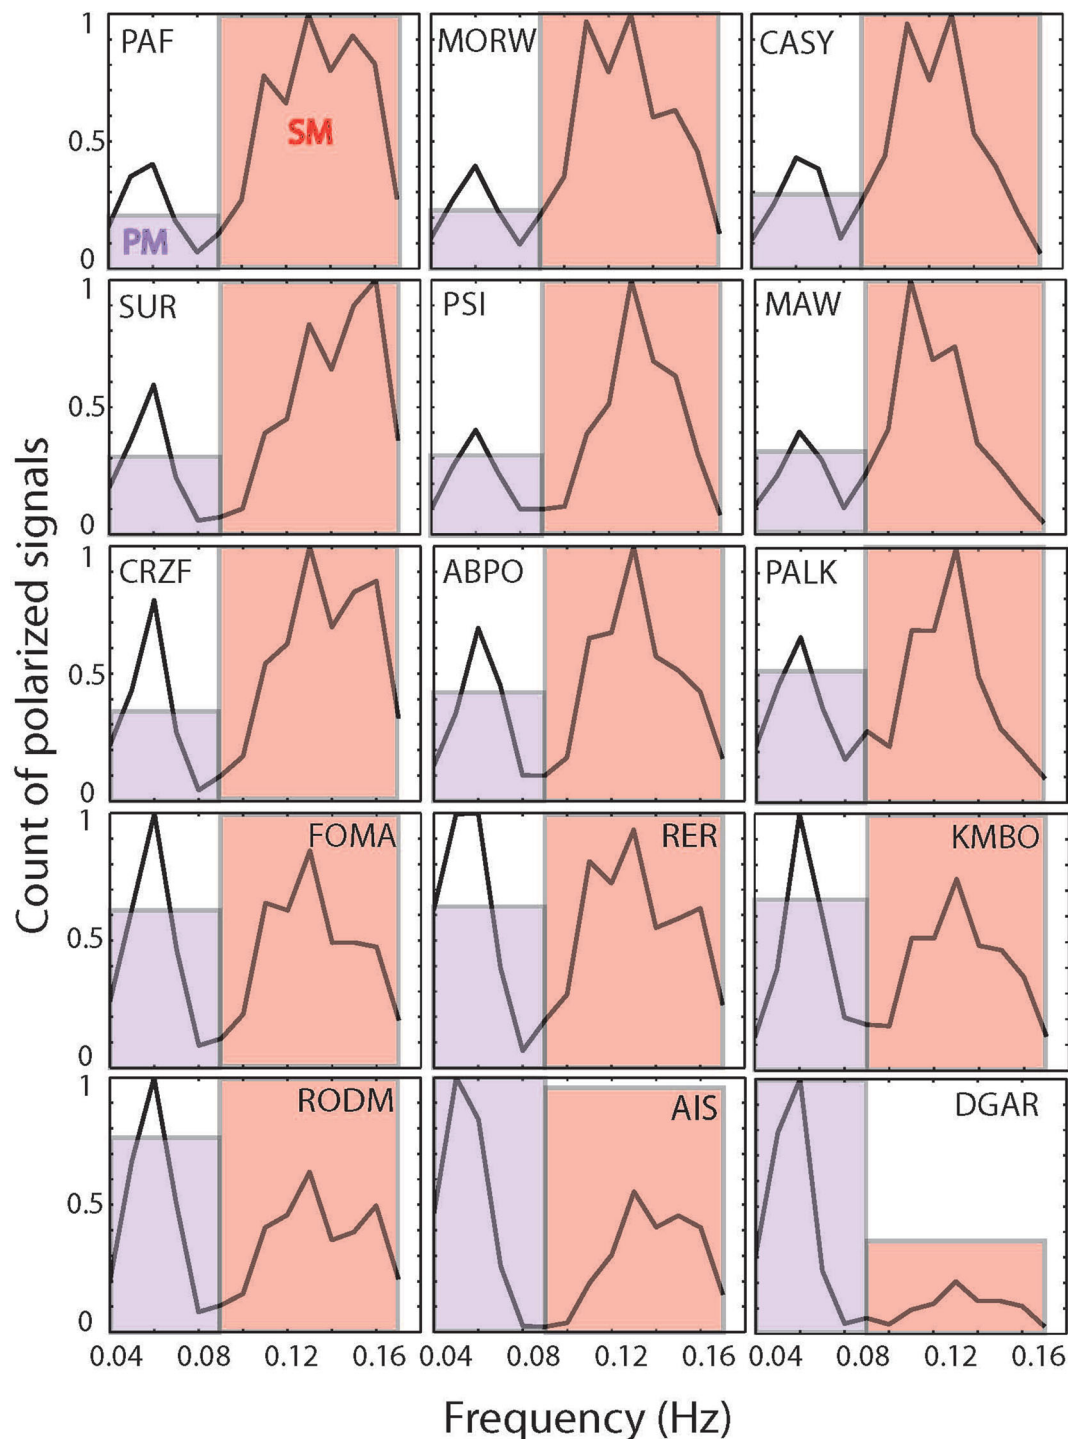 Count of polarized signals
1 PAF MORW CASY
0.5 SM
PM
0
1 SUR PSI MAW
0.5
0
1 CRZF ABPO PALK
0.5
0
1 FOMA RER KMBO
0.5
0
1 RODM AIS DGAR
0.5
0
0.04 0.08 0.12 0.16 0.04 0.08 0.12 0.16 0.04 0.08 0.12 0.16
Frequency (Hz)